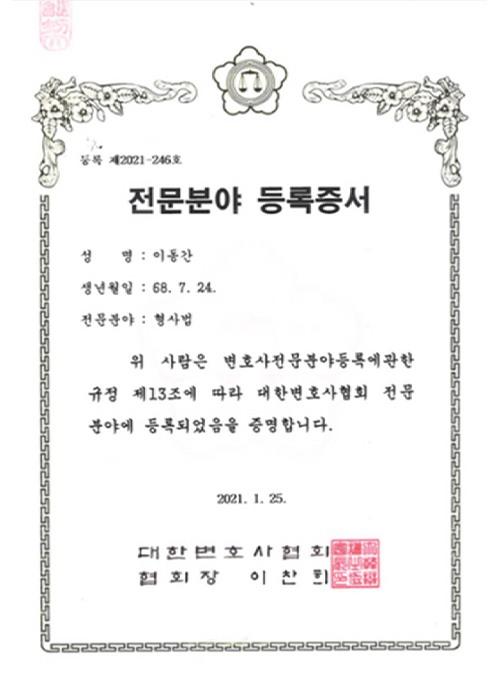 등록 제2021-246호
전문분야 등록증서
성 명 : 이동간
생년월일 : 68. 7. 24.
전문분야 : 형사법
위 사람은 변호사전문분야등록에관한
규정 제13조에 따라 대한변호사협회 전문
분야에 등록되었음을 증명합니다.
2021. 1. 25.
대한변호사협회
협회장 이찬희